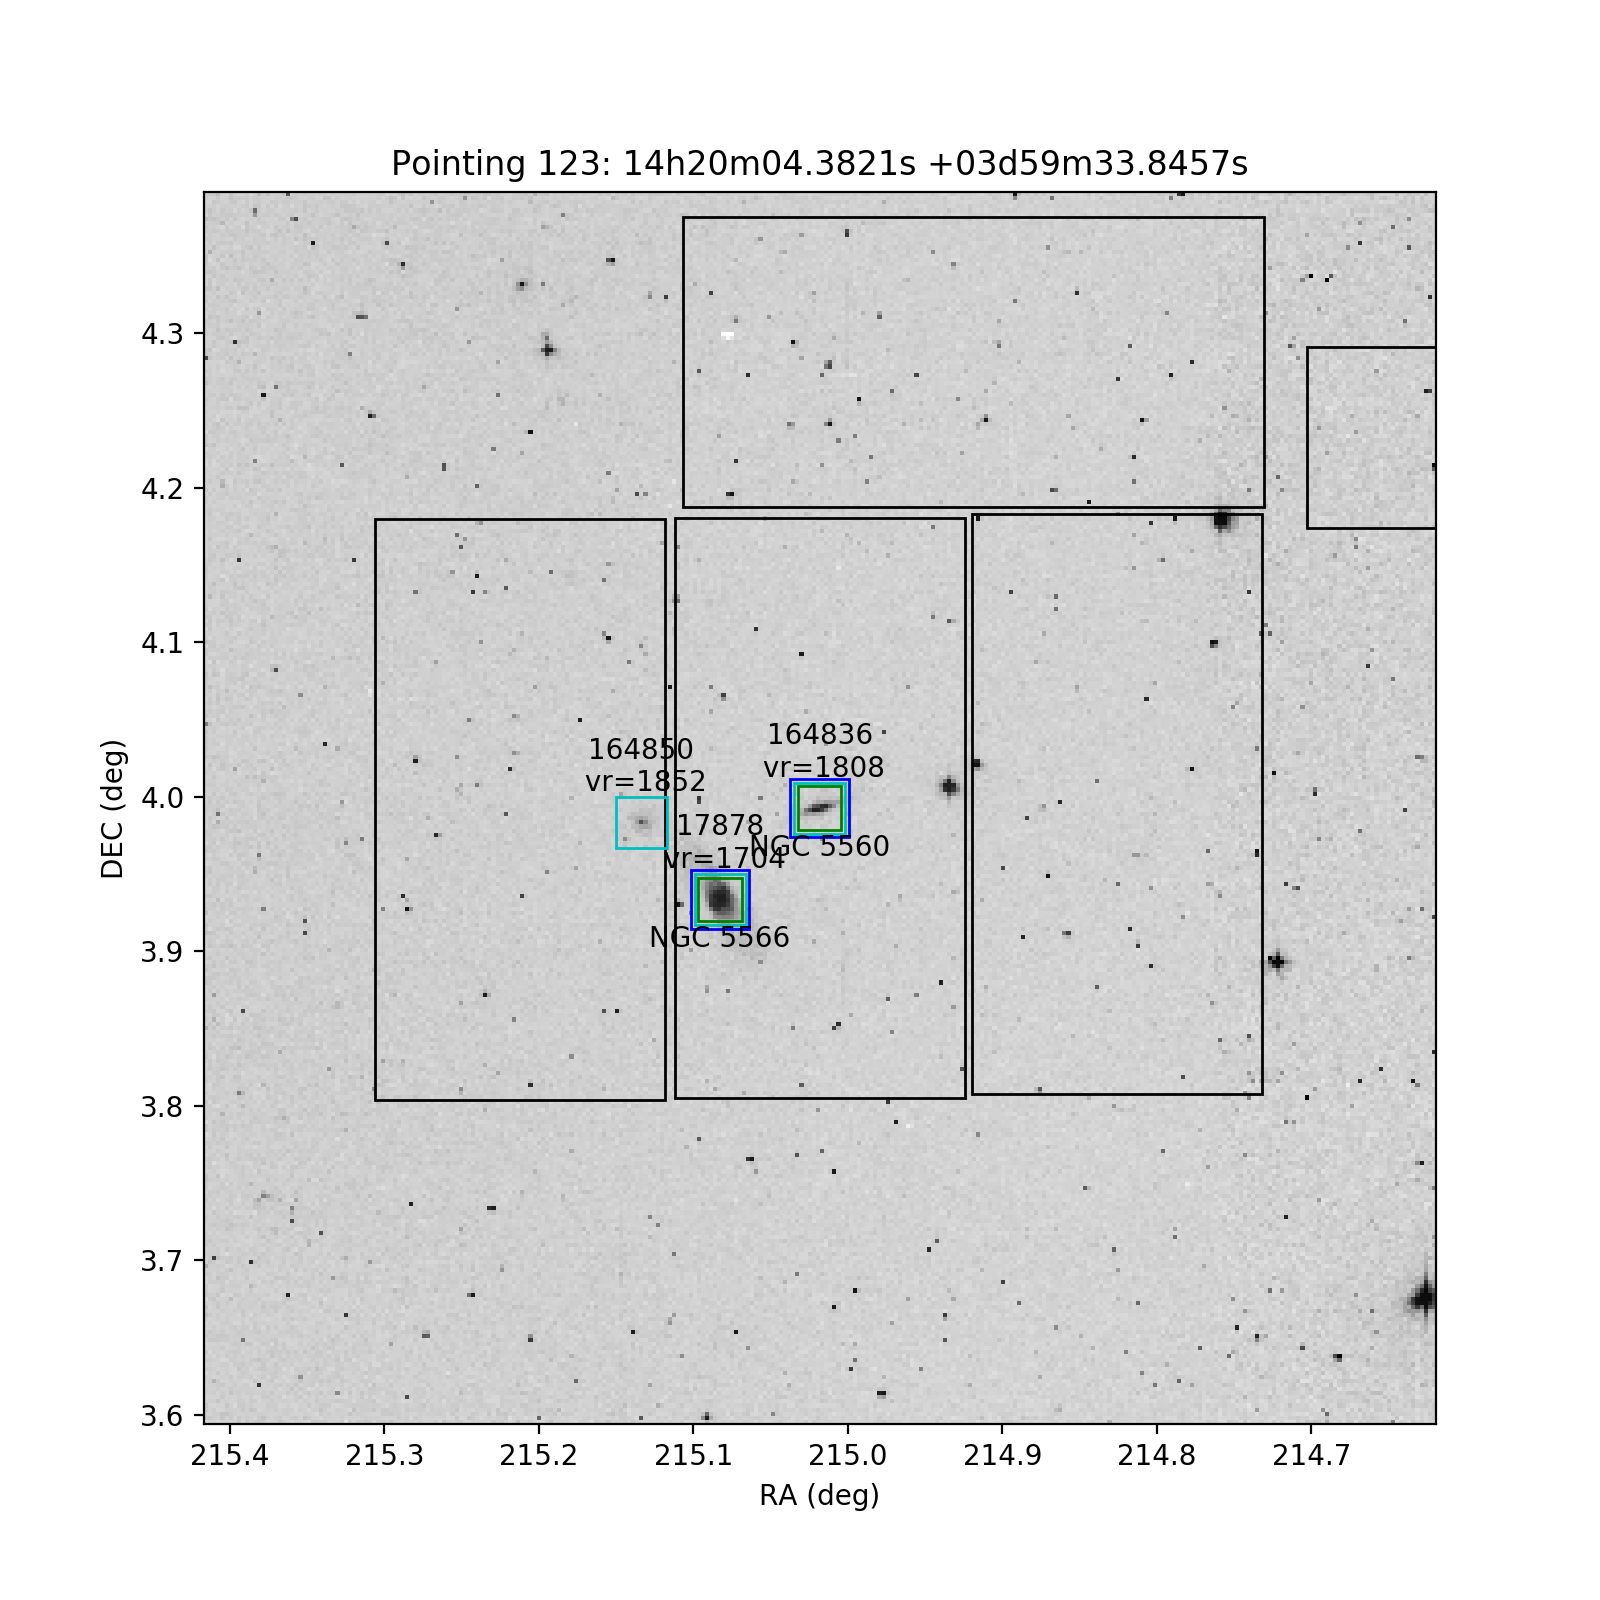 Pointing 123: 14h20m04.3821s +03d59m33.8457s
4.3
4.2
4.1
4.0
3.9
3.8
3.7
3.6
DEC (deg)
164850
vr=1852
164836
vr=1808
NGC 5560
17878
vr=1704
NGC 5566
215.4 215.3 215.2 215.1 215.0 214.9 214.8 214.7
RA (deg)